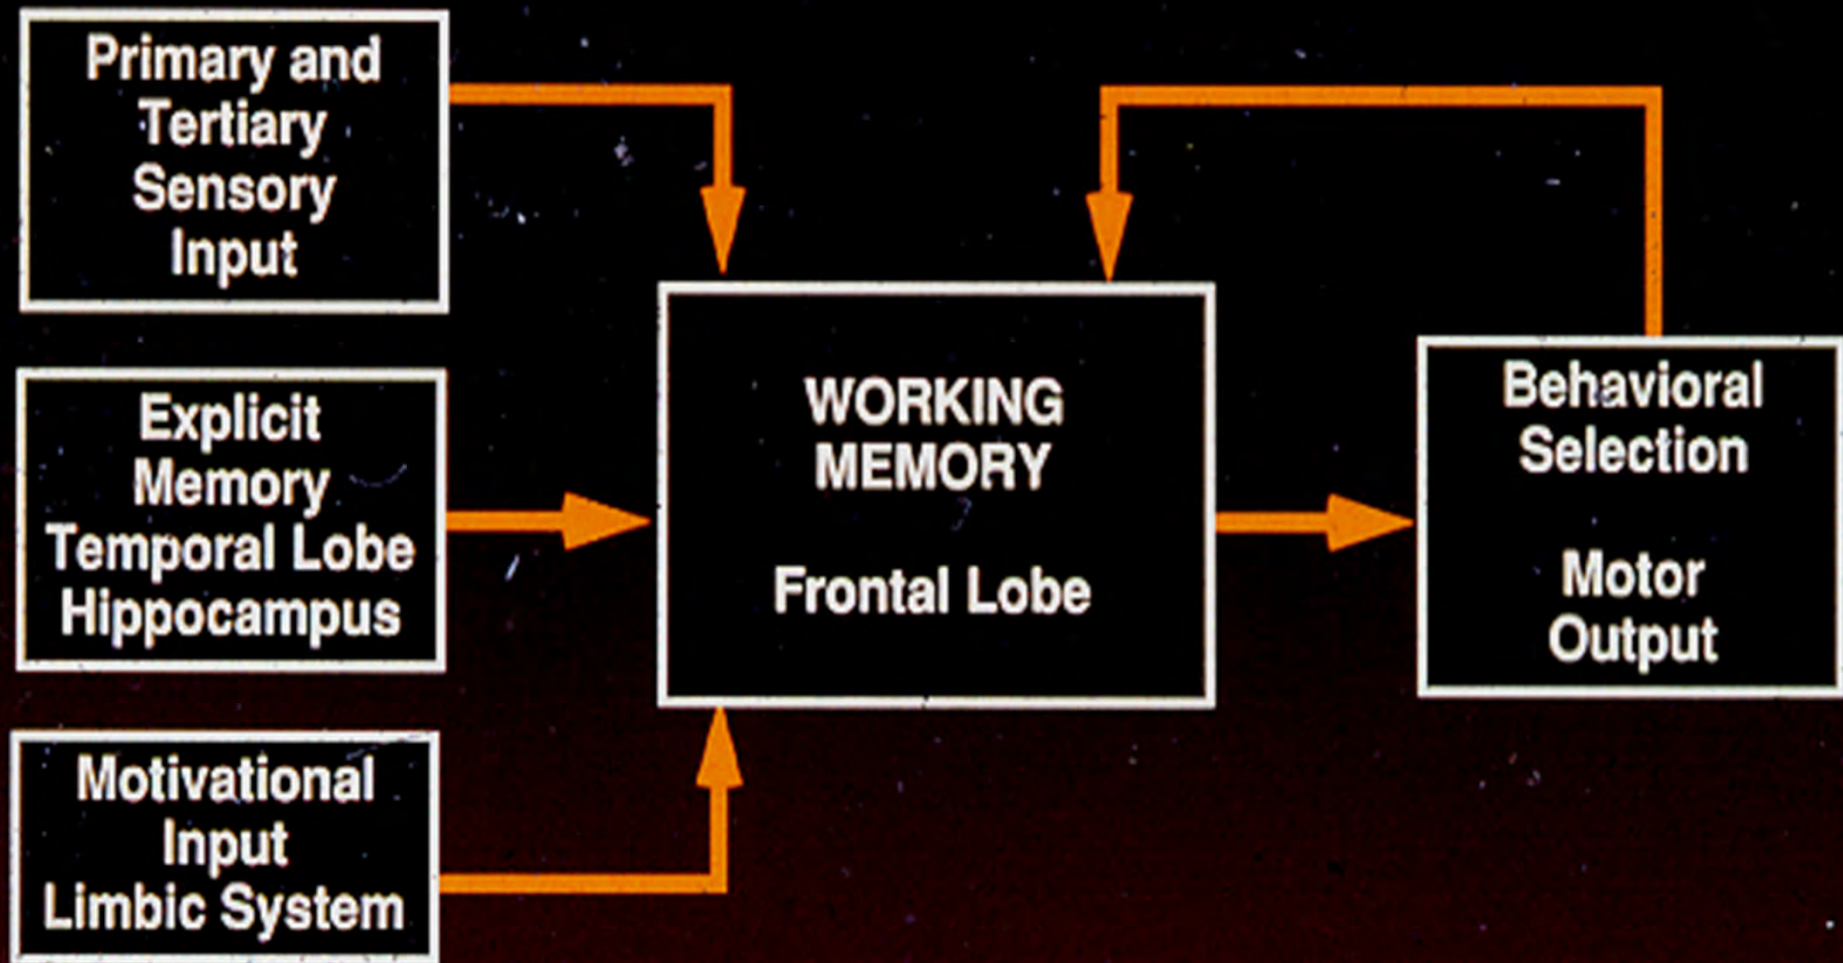 Primary and
Tertiary
Sensory
Input
Explicit
Memory
Temporal Lobe
Hippocampus
Motivational
Input
Limbic System
WORKING
MEMORY
Frontal Lobe
Behavioral
Selection
Motor
Output